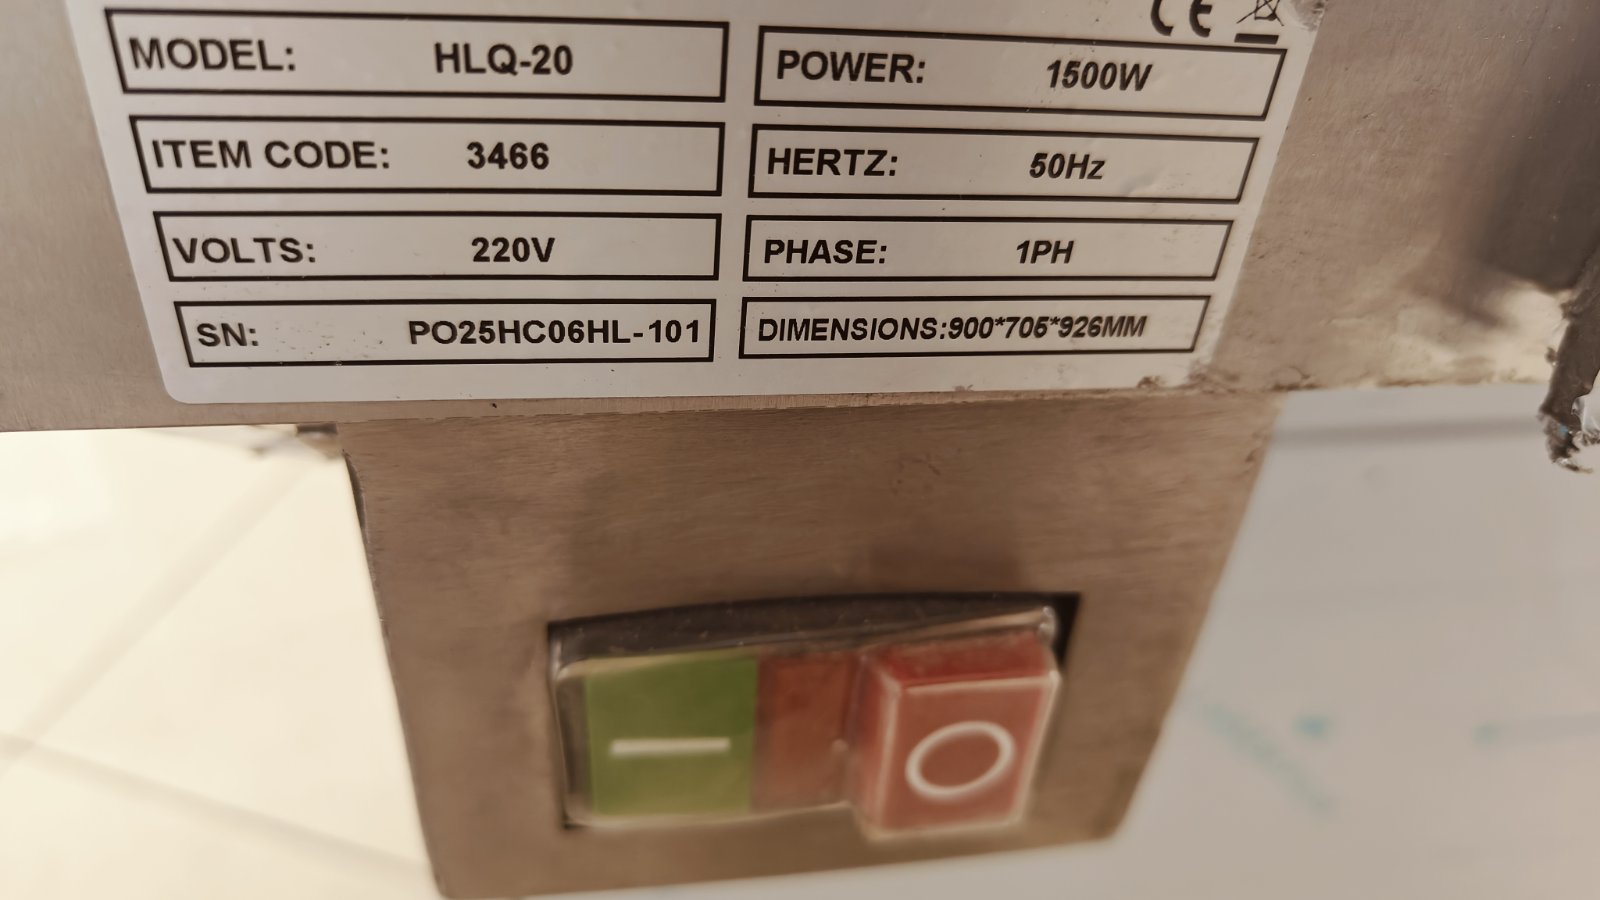 CE
MODEL: HLQ-20
POWER: 1500W
ITEM CODE: 3466
HERTZ: 50Hz
VOLTS: 220V
PHASE: 1PH
SN: PO25HC06HL-101
DIMENSIONS:900*705*926MM